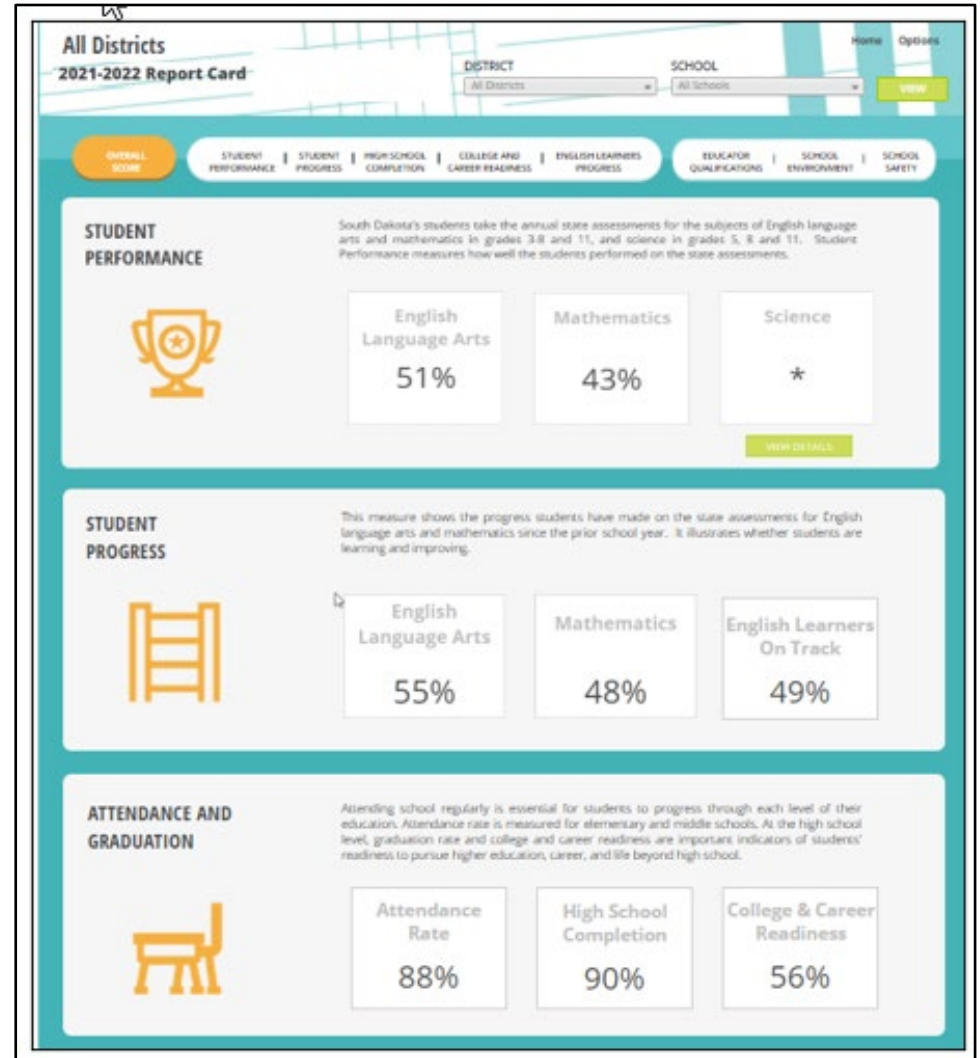 All Districts
Home Options
2021-2022 Report Card
DISTRICT SCHOOL
All Districts All Schools VIEW
OVERALL SCORE
STUDENT PERFORMANCE | STUDENT PROGRESS | HIGH SCHOOL COMPLETION | COLLEGE AND CAREER READINESS | ENGLISH LEARNERS PROGRESS
EDUCATOR QUALIFICATIONS | SCHOOL ENVIRONMENT | SCHOOL SAFETY
STUDENT
PERFORMANCE
South Dakota's students take the annual state assessments for the subjects of English language
arts and mathematics in grades 3-8 and 11, and science in grades 5, 8 and 11. Student
Performance measures how well the students performed on the state assessments.
English
Language Arts
51%
Mathematics
43%
Science
*
VIEW DETAILS
STUDENT
PROGRESS
This measure shows the progress students have made on the state assessments for English
language arts and mathematics since the prior school year. It illustrates whether students are
learning and improving.
English
Language Arts
55%
Mathematics
48%
English Learners
On Track
49%
ATTENDANCE AND
GRADUATION
Attending school regularly is essential for students to progress through each level of their
education. Attendance rate is measured for elementary and middle schools. At the high school
level, graduation rate and college and career readiness are important indicators of students'
readiness to pursue higher education, career, and life beyond high school.
Attendance
Rate
88%
High School
Completion
90%
College & Career
Readiness
56%